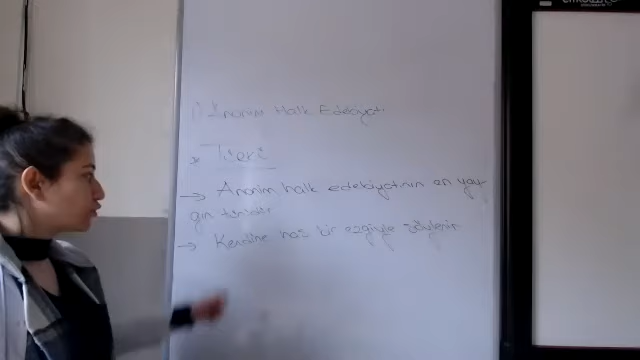 1) Anonim Halk Edebiyatı
* Türkü
→ Anonim halk edebiyatının en yay-
gın türüdür
→ Kendine has bir ezgiyle söylenir